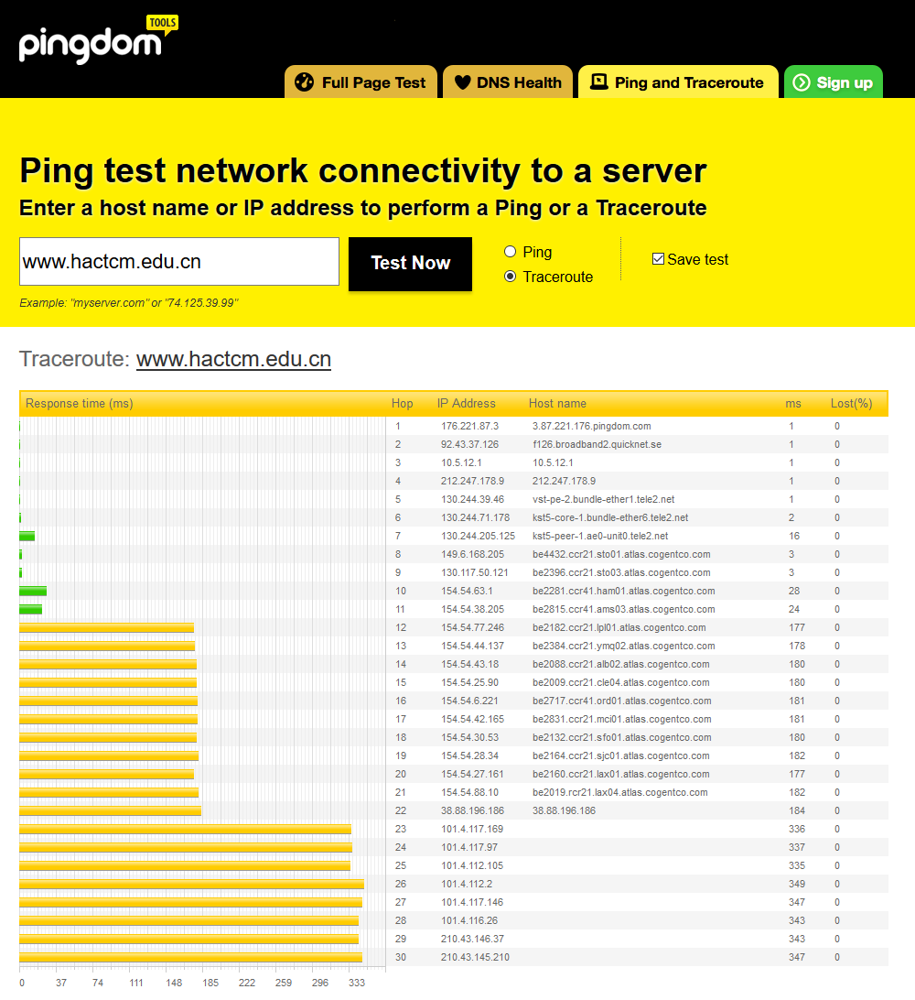 TOOLS
pingdom
Full Page Test DNS Health Ping and Traceroute Sign up
Ping test network connectivity to a server
Enter a host name or IP address to perform a Ping or a Traceroute
www.hactcm.edu.cn Test Now Ping Traceroute Save test
Example: "myserver.com" or "74.125.39.99"
Traceroute: www.hactcm.edu.cn
Response time (ms) Hop IP Address Host name ms Lost(%)
1 176.221.87.3 3.87.221.176.pingdom.com 1 0
2 92.43.37.126 f126.broadband2.quicknet.se 1 0
3 10.5.12.1 10.5.12.1 1 0
4 212.247.178.9 212.247.178.9 1 0
5 130.244.39.46 vst-pe-2.bundle-ether1.tele2.net 1 0
6 130.244.71.178 kst5-core-1.bundle-ether6.tele2.net 2 0
7 130.244.205.125 kst5-peer-1.ae0-unit0.tele2.net 16 0
8 149.6.168.205 be4432.ccr21.sto01.atlas.cogentco.com 3 0
9 130.117.50.121 be2396.ccr21.sto03.atlas.cogentco.com 3 0
10 154.54.63.1 be2281.ccr41.ham01.atlas.cogentco.com 28 0
11 154.54.38.205 be2815.ccr41.ams03.atlas.cogentco.com 24 0
12 154.54.77.246 be2182.ccr21.lpl01.atlas.cogentco.com 177 0
13 154.54.44.137 be2384.ccr21.ymq02.atlas.cogentco.com 178 0
14 154.54.43.18 be2088.ccr21.alb02.atlas.cogentco.com 180 0
15 154.54.25.90 be2009.ccr21.cle04.atlas.cogentco.com 180 0
16 154.54.6.221 be2717.ccr41.ord01.atlas.cogentco.com 181 0
17 154.54.42.165 be2831.ccr21.mci01.atlas.cogentco.com 181 0
18 154.54.30.53 be2132.ccr21.sfo01.atlas.cogentco.com 180 0
19 154.54.28.34 be2164.ccr21.sjc01.atlas.cogentco.com 182 0
20 154.54.27.161 be2160.ccr21.lax01.atlas.cogentco.com 177 0
21 154.54.88.10 be2019.rcr21.lax04.atlas.cogentco.com 182 0
22 38.88.196.186 38.88.196.186 184 0
23 101.4.117.169 336 0
24 101.4.117.97 337 0
25 101.4.112.105 335 0
26 101.4.112.2 349 0
27 101.4.117.146 347 0
28 101.4.116.26 343 0
29 210.43.146.37 343 0
30 210.43.145.210 347 0
0 37 74 111 148 185 222 259 296 333